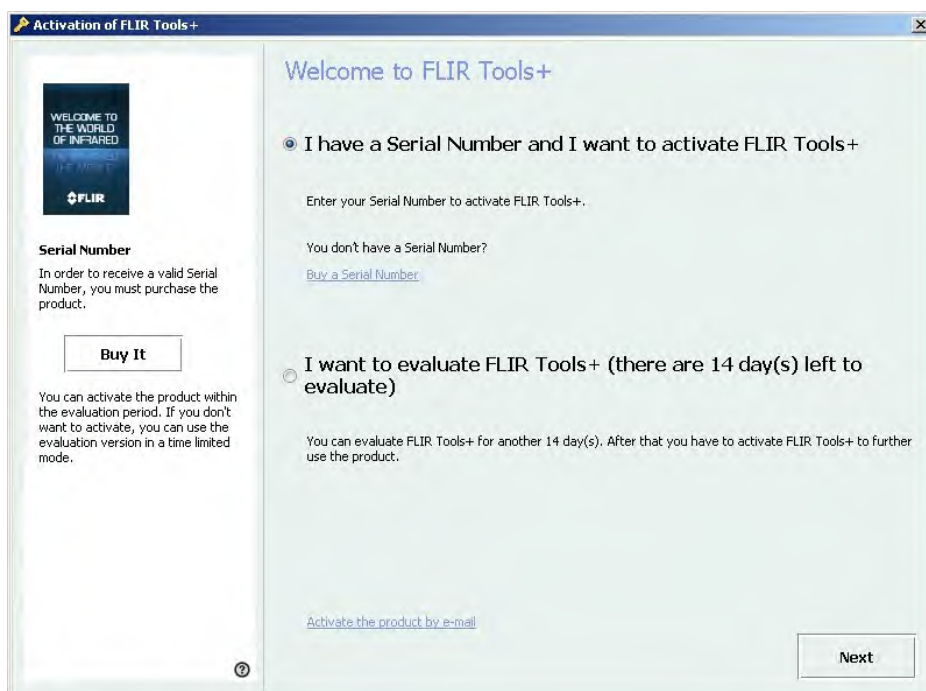 Activation of FLIR Tools+
WELCOME TO
THE WORLD
OF INFRARED
FLIR
Serial Number
In order to receive a valid Serial
Number, you must purchase the
product.
Buy It
You can activate the product within
the evaluation period. If you don't
want to activate, you can use the
evaluation version in a time limited
mode.
Welcome to FLIR Tools+
I have a Serial Number and I want to activate FLIR Tools+
Enter your Serial Number to activate FLIR Tools+.
You don't have a Serial Number?
Buy a Serial Number
I want to evaluate FLIR Tools+ (there are 14 day(s) left to
evaluate)
You can evaluate FLIR Tools+ for another 14 day(s). After that you have to activate FLIR Tools+ to further
use the product.
Activate the product by e-mail
Next